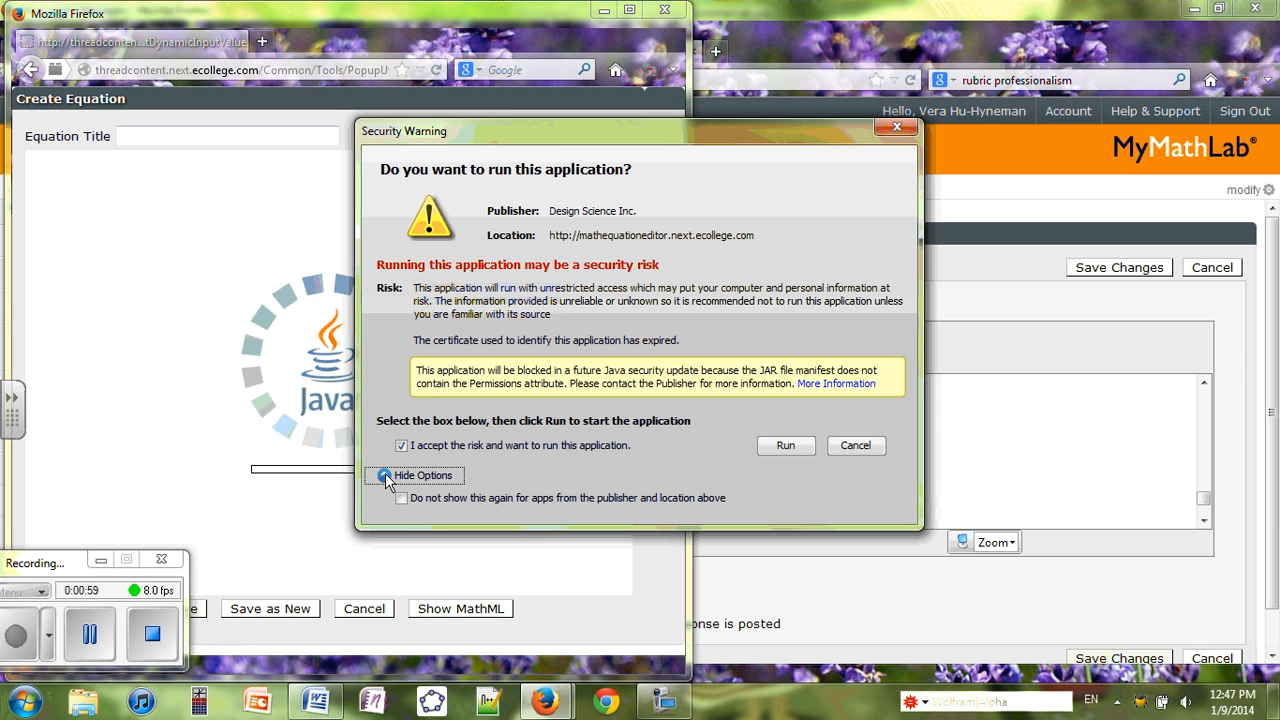 Mozilla Firefox
http://threadconten...tDynamicInputValue
threadcontent.next.ecollege.com/Common/Tools/PopupU
Google
rubric professionalism
Create Equation
Hello, Vera Hu-Hyneman
Account
Help & Support
Sign Out
Equation Title
MyMathLab®
modify
Security Warning
Do you want to run this application?
Publisher: Design Science Inc.
Location: http://mathequationeditor.next.ecollege.com
Running this application may be a security risk
Risk: This application will run with unrestricted access which may put your computer and personal information at
risk. The information provided is unreliable or unknown so it is recommended not to run this application unless
you are familiar with its source
The certificate used to identify this application has expired.
This application will be blocked in a future Java security update because the JAR file manifest does not
contain the Permissions attribute. Please contact the Publisher for more information. More Information
Select the box below, then click Run to start the application
I accept the risk and want to run this application.
Run
Cancel
Hide Options
Do not show this again for apps from the publisher and location above
Java
Save Changes
Cancel
Zoom
Recording...
Menu
0:00:59
8.0 fps
e
Save as New
Cancel
Show MathML
onse is posted
Save Changes
Cancel
Wolfram|Alpha
EN
12:47 PM
1/9/2014